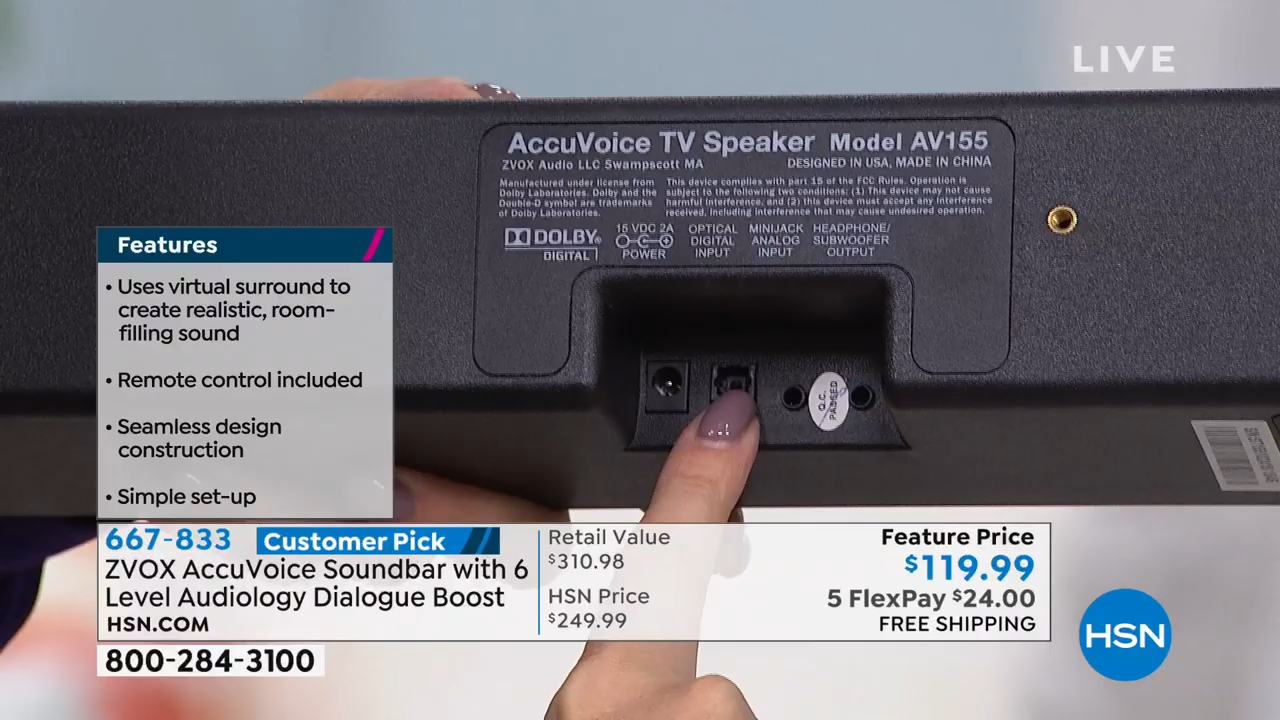 LIVE
AccuVoice TV Speaker Model AV155
ZVOX Audio LLC Swampscott MA
DESIGNED IN USA, MADE IN CHINA
Manufactured under license from
Dolby Laboratories. Dolby and the
Double-D symbol are trademarks
of Dolby Laboratories.
This device complies with part 15 of the FCC Rules. Operation is
subject to the following two conditions: (1) This device may not cause
harmful interference, and (2) this device must accept any interference
received, including interference that may cause undesired operation.
DOLBY®
DIGITAL
15 VDC 2A
POWER
OPTICAL
DIGITAL
INPUT
MINIJACK
ANALOG
INPUT
HEADPHONE/
SUBWOOFER
OUTPUT
Q.C.
PASSED
Features
• Uses virtual surround to
create realistic, room-
filling sound
• Remote control included
• Seamless design
construction
• Simple set-up
667-833 Customer Pick
ZVOX AccuVoice Soundbar with 6
Level Audiology Dialogue Boost
HSN.COM
Retail Value
$310.98
HSN Price
$249.99
Feature Price
$119.99
5 FlexPay $24.00
FREE SHIPPING
HSN
800-284-3100